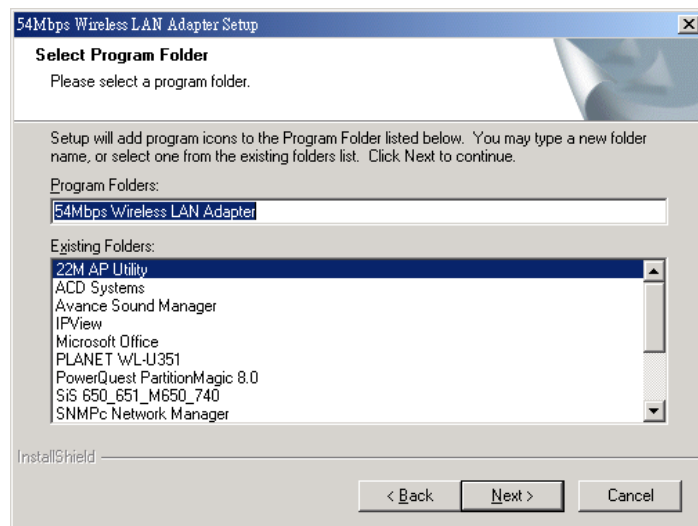 54Mbps Wireless LAN Adapter Setup
Select Program Folder
Please select a program folder.
Setup will add program icons to the Program Folder listed below.  You may type a new folder
name, or select one from the existing folders list.  Click Next to continue.
Program Folders:
54Mbps Wireless LAN Adapter
Existing Folders:
22M AP Utility
ACD Systems
Avance Sound Manager
IPView
Microsoft Office
PLANET WL-U351
PowerQuest PartitionMagic 8.0
SiS 650_651_M650_740
SNMPc Network Manager
InstallShield
< Back
Next >
Cancel